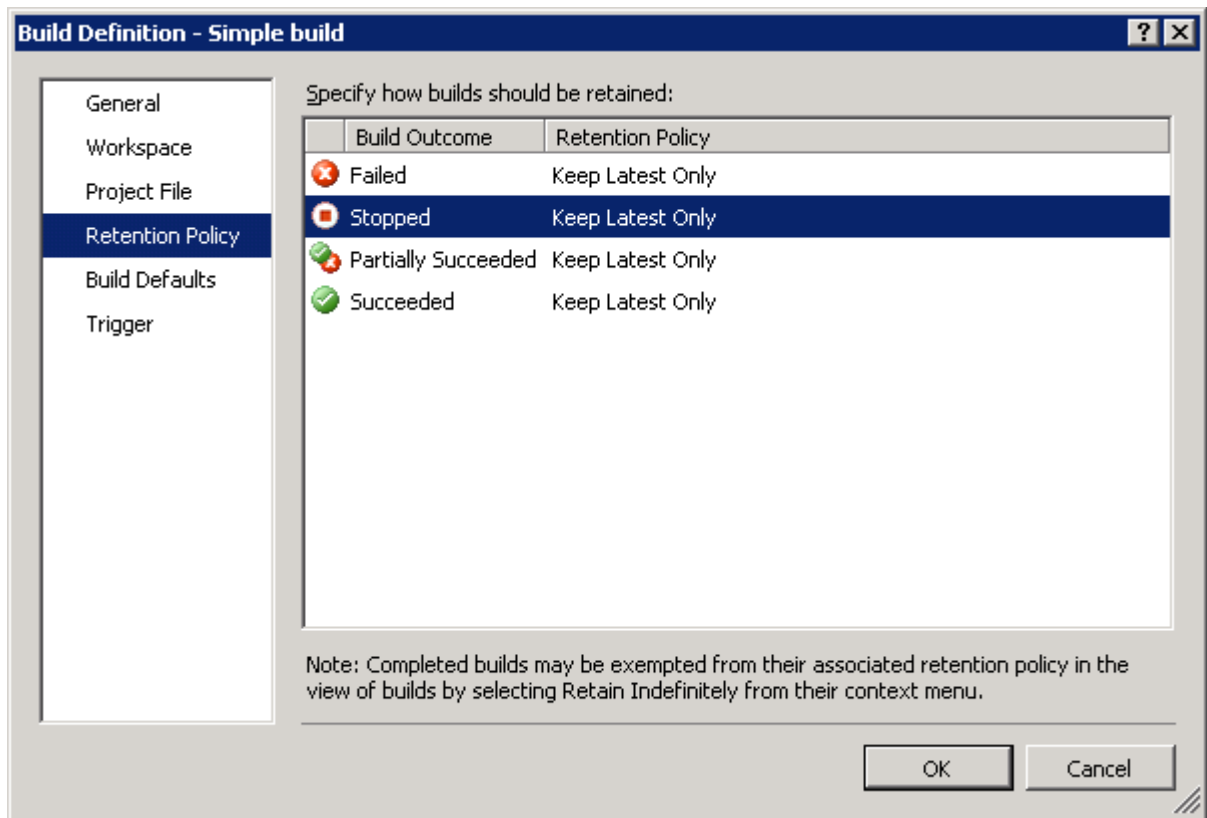 Build Definition - Simple build
General
Workspace
Project File
Retention Policy
Build Defaults
Trigger
Specify how builds should be retained:
Build Outcome Retention Policy
Failed Keep Latest Only
Stopped Keep Latest Only
Partially Succeeded Keep Latest Only
Succeeded Keep Latest Only
Note: Completed builds may be exempted from their associated retention policy in the
view of builds by selecting Retain Indefinitely from their context menu.
OK Cancel